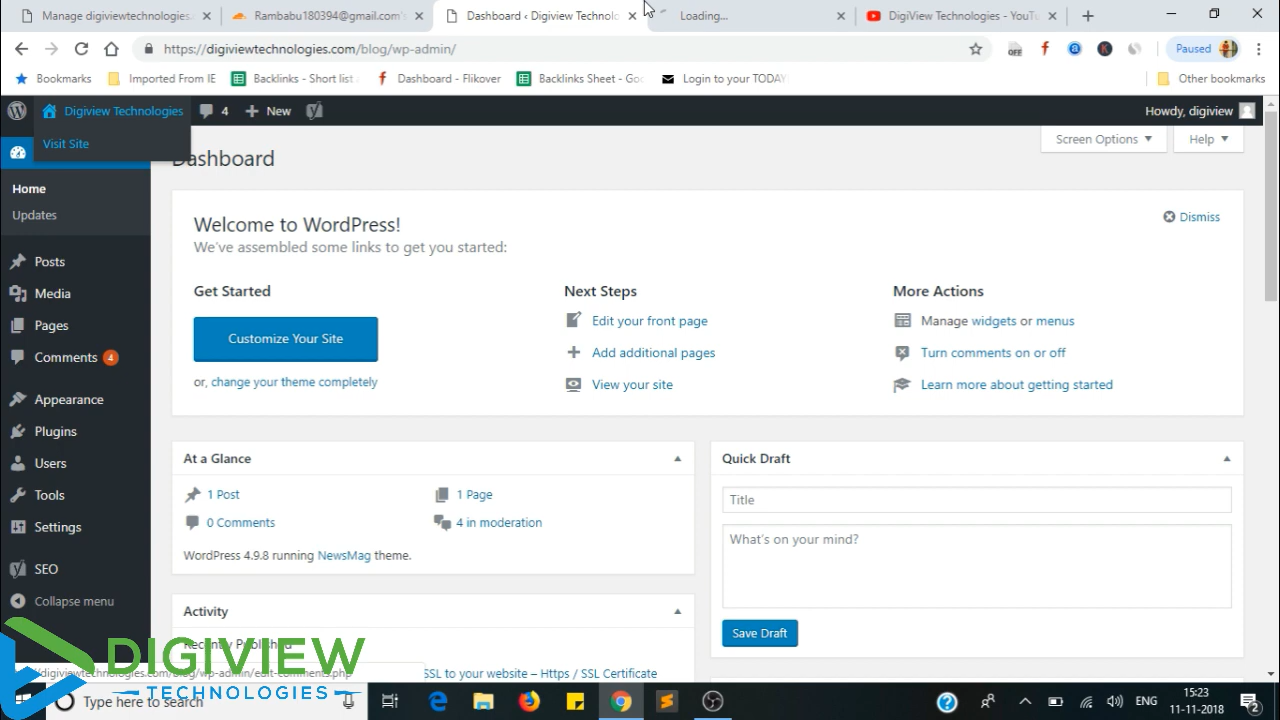 Manage digiviewtechnologies.
Rambabu180394@gmail.com's
Dashboard ‹ Digiview Technolo
Loading...
DigiView Technologies - YouTu
https://digiviewtechnologies.com/blog/wp-admin/
OFF
Paused
Bookmarks
Imported From IE
Backlinks - Short list a
Dashboard - Flikover
Backlinks Sheet - Goo
Login to your TODAY
Other bookmarks
Digiview Technologies
4
New
Howdy, digiview
Visit Site
Screen Options
Help
Dashboard
Home
Updates
Posts
Media
Pages
Comments 4
Appearance
Plugins
Users
Tools
Settings
SEO
Collapse menu
Welcome to WordPress!
Dismiss
We've assembled some links to get you started:
Get Started
Customize Your Site
or, change your theme completely
Next Steps
Edit your front page
Add additional pages
View your site
More Actions
Manage widgets or menus
Turn comments on or off
Learn more about getting started
At a Glance
1 Post
1 Page
0 Comments
4 in moderation
WordPress 4.9.8 running NewsMag theme.
Activity
Recently Published
SSL to your website – Https / SSL Certificate
Quick Draft
Title
What's on your mind?
Save Draft
digiviewtechnologies.com/blog/wp-admin/edit-comments.php
DIGIVIEW
TECHNOLOGIES
Type here to search
ENG
15:23
11-11-2018
2